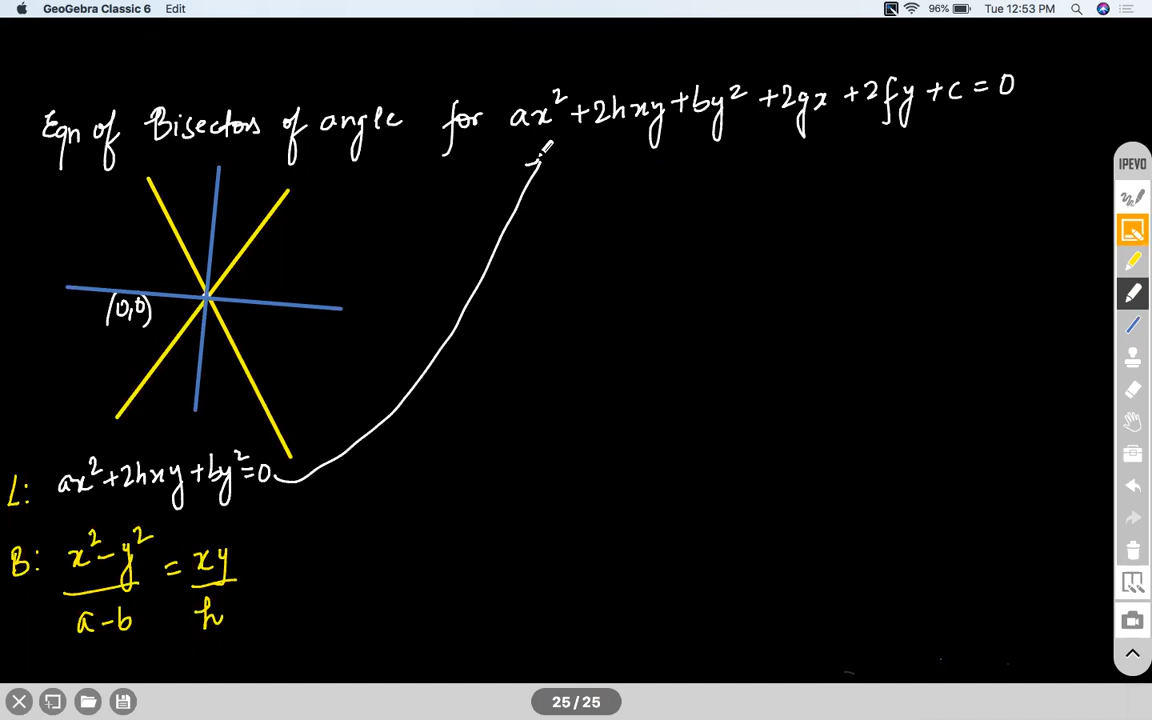 GeoGebra Classic 6 Edit 96% Tue 12:53 PM
Eqn of Bisectors of angle for ax²+2hxy+by²+2gx+2fy+c=0
IPEVO
(0,0)
L: ax²+2hxy+by²=0
B: x²-y²/a-b = xy/h
25/25